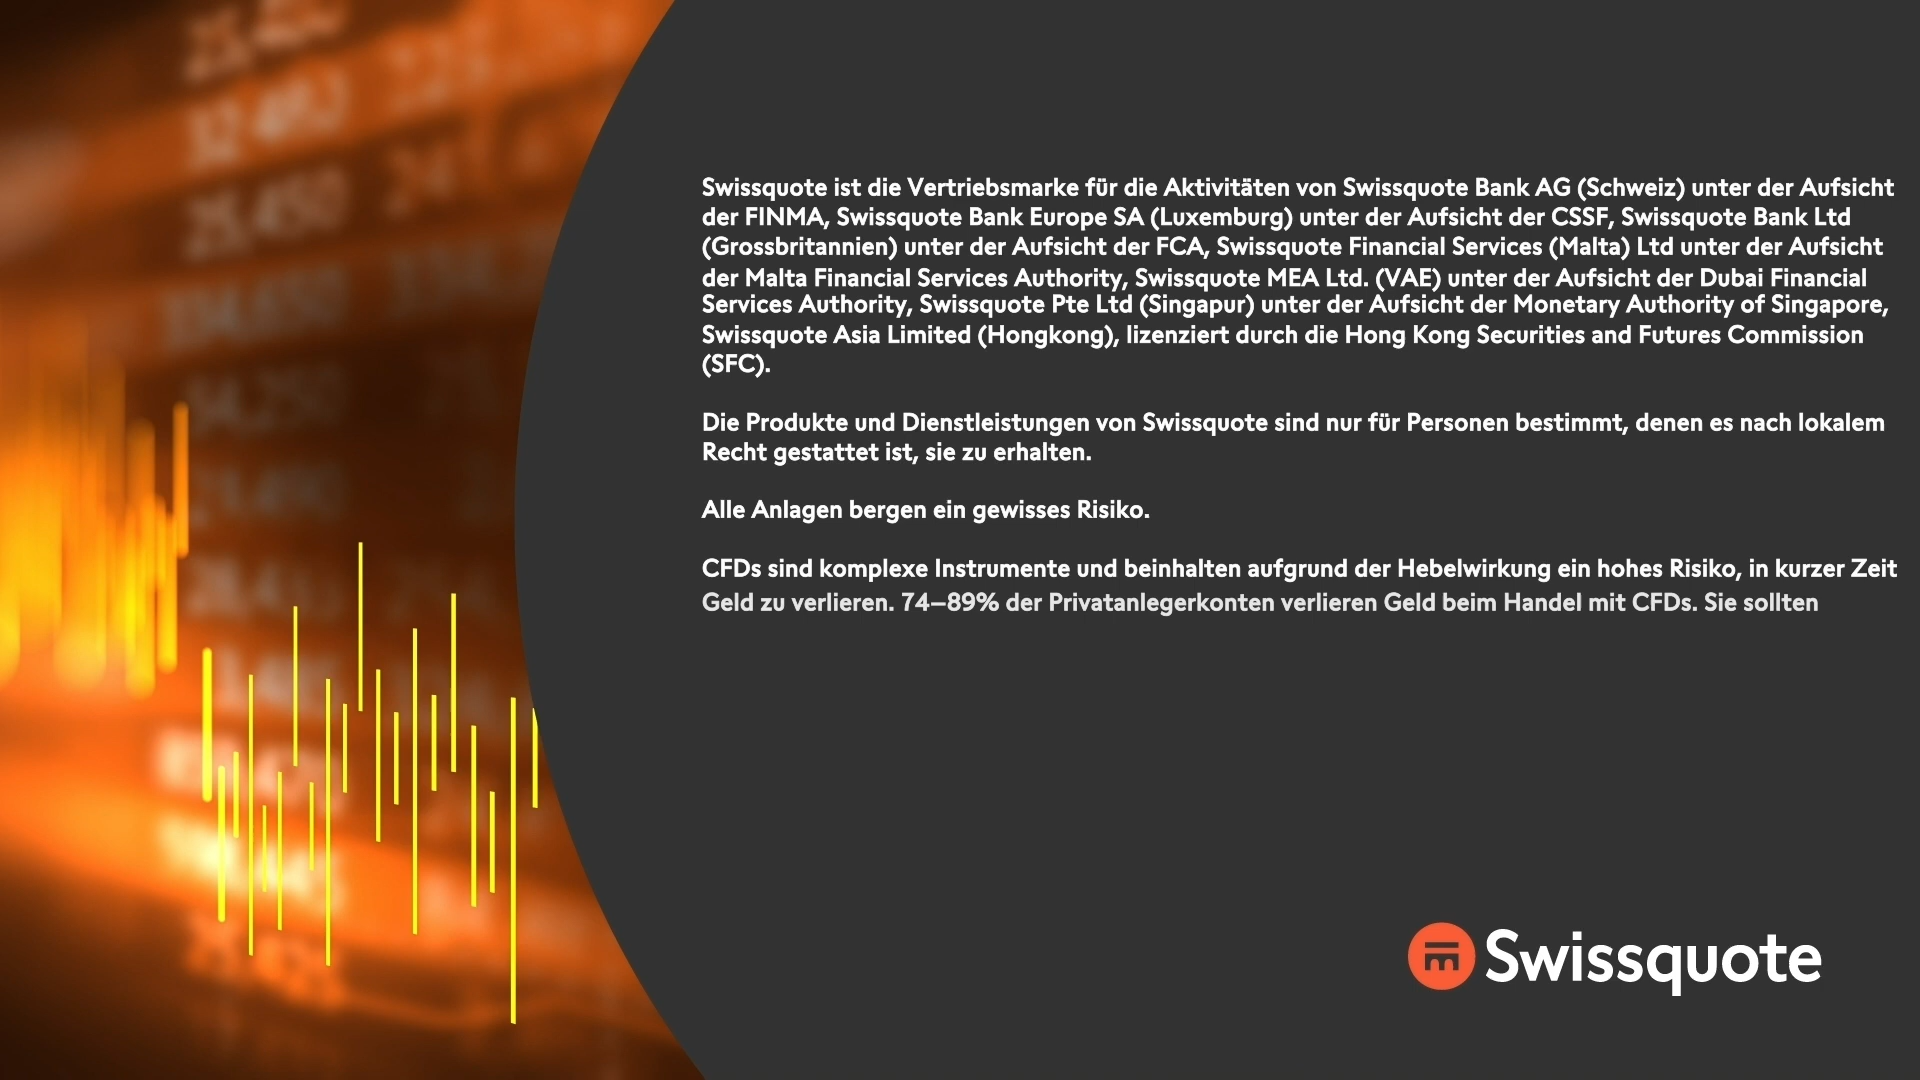 Swissquote ist die Vertriebsmarke für die Aktivitäten von Swissquote Bank AG (Schweiz) unter der Aufsicht
der FINMA, Swissquote Bank Europe SA (Luxemburg) unter der Aufsicht der CSSF, Swissquote Bank Ltd
(Grossbritannien) unter der Aufsicht der FCA, Swissquote Financial Services (Malta) Ltd unter der Aufsicht
der Malta Financial Services Authority, Swissquote MEA Ltd. (VAE) unter der Aufsicht der Dubai Financial
Services Authority, Swissquote Pte Ltd (Singapur) unter der Aufsicht der Monetary Authority of Singapore,
Swissquote Asia Limited (Hongkong), lizenziert durch die Hong Kong Securities and Futures Commission
(SFC).
Die Produkte und Dienstleistungen von Swissquote sind nur für Personen bestimmt, denen es nach lokalem
Recht gestattet ist, sie zu erhalten.
Alle Anlagen bergen ein gewisses Risiko.
CFDs sind komplexe Instrumente und beinhalten aufgrund der Hebelwirkung ein hohes Risiko, in kurzer Zeit
Geld zu verlieren. 74–89% der Privatanlegerkonten verlieren Geld beim Handel mit CFDs. Sie sollten
Swissquote